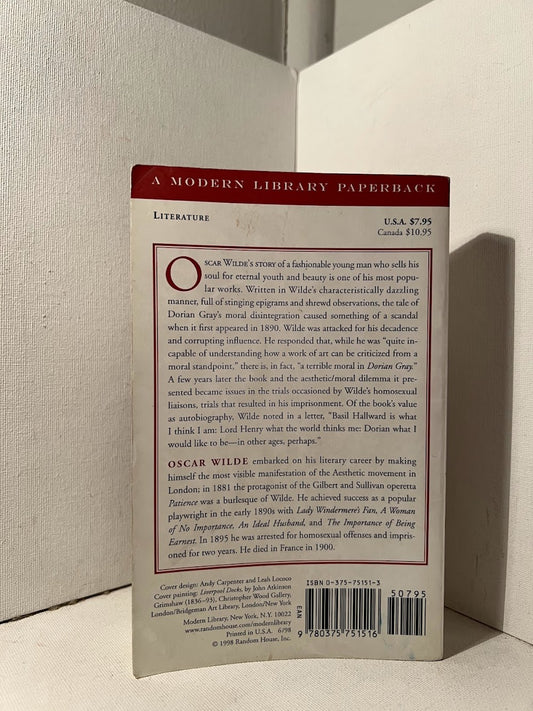 A MODERN LIBRARY PAPERBACK
LITERATURE
U.S.A. $7.95
Canada $10.95
OSCAR WILDE'S STORY of a fashionable young man who sells his
soul for eternal youth and beauty is one of his most popu-
lar works. Written in Wilde's characteristically dazzling
manner, full of stinging epigrams and shrewd observations, the tale of
Dorian Gray's moral disintegration caused something of a scandal
when it first appeared in 1890. Wilde was attacked for his decadence
and corrupting influence. He responded that, while he was "quite in-
capable of understanding how a work of art can be criticized from a
moral standpoint," there is, in fact, "a terrible moral in Dorian Gray."
A few years later the book and the aesthetic/moral dilemma it pre-
sented became issues in the trials occasioned by Wilde's homosexual
liaisons, trials that resulted in his imprisonment. Of the book's value
as autobiography, Wilde noted in a letter, "Basil Hallward is what
I think I am: Lord Henry what the world thinks me: Dorian what I
would like to be—in other ages, perhaps."
OSCAR WILDE embarked on his literary career by making
himself the most visible manifestation of the Aesthetic movement in
London; in 1881 the protagonist of the Gilbert and Sullivan operetta
Patience was a burlesque of Wilde. He achieved success as a popular
playwright in the early 1890s with Lady Windermere's Fan, A Woman
of No Importance, An Ideal Husband, and The Importance of Being
Earnest. In 1895 he was arrested for homosexual offenses and impris-
oned for two years. He died in France in 1900.
Cover design: Andy Carpenter and Leah Lococo
Cover painting: Liverpool Docks, by John Atkinson
Grimshaw (1836–93), Christopher Wood Gallery,
London/Bridgeman Art Library, London/New York
Modern Library, New York, N.Y. 10022
www.randomhouse.com/modernlibrary
Printed in U.S.A. 6/98
© 1998 Random House, Inc.
ISBN 0-375-75151-3
50795
EAN
9 780375 751516